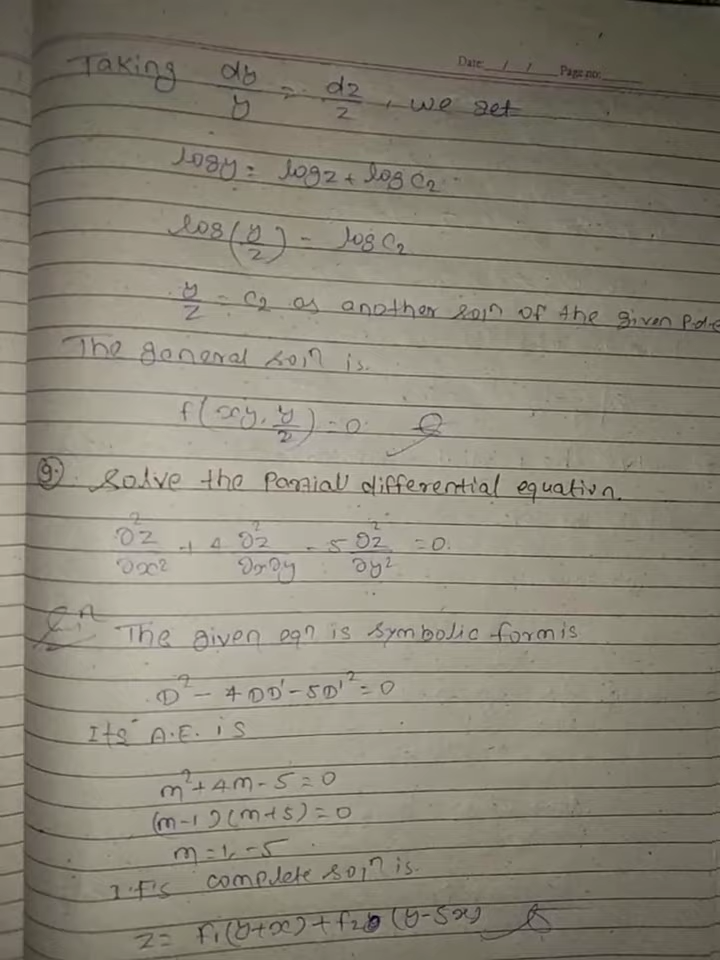 Date / / Page no.
Taking dy/y = dz/z, we get
log y = log z + log C₂
log(y/z) = log C₂
y/z = C₂ as another solⁿ of the given P.d.e
The general solⁿ is.
f(xy, y/z) = 0.
9. Solve the Partial differential equation.
∂²z/∂x² + 4 ∂²z/∂x∂y - 5 ∂²z/∂y² = 0.
The given eqⁿ is symbolic form is
D² - 4DD' - 5D'² = 0
Its A.E. is
m² + 4m - 5 = 0
(m-1)(m+5) = 0
m = 1, -5
It's complete solⁿ is.
z = f₁(y+x) + f₂(y-5x)